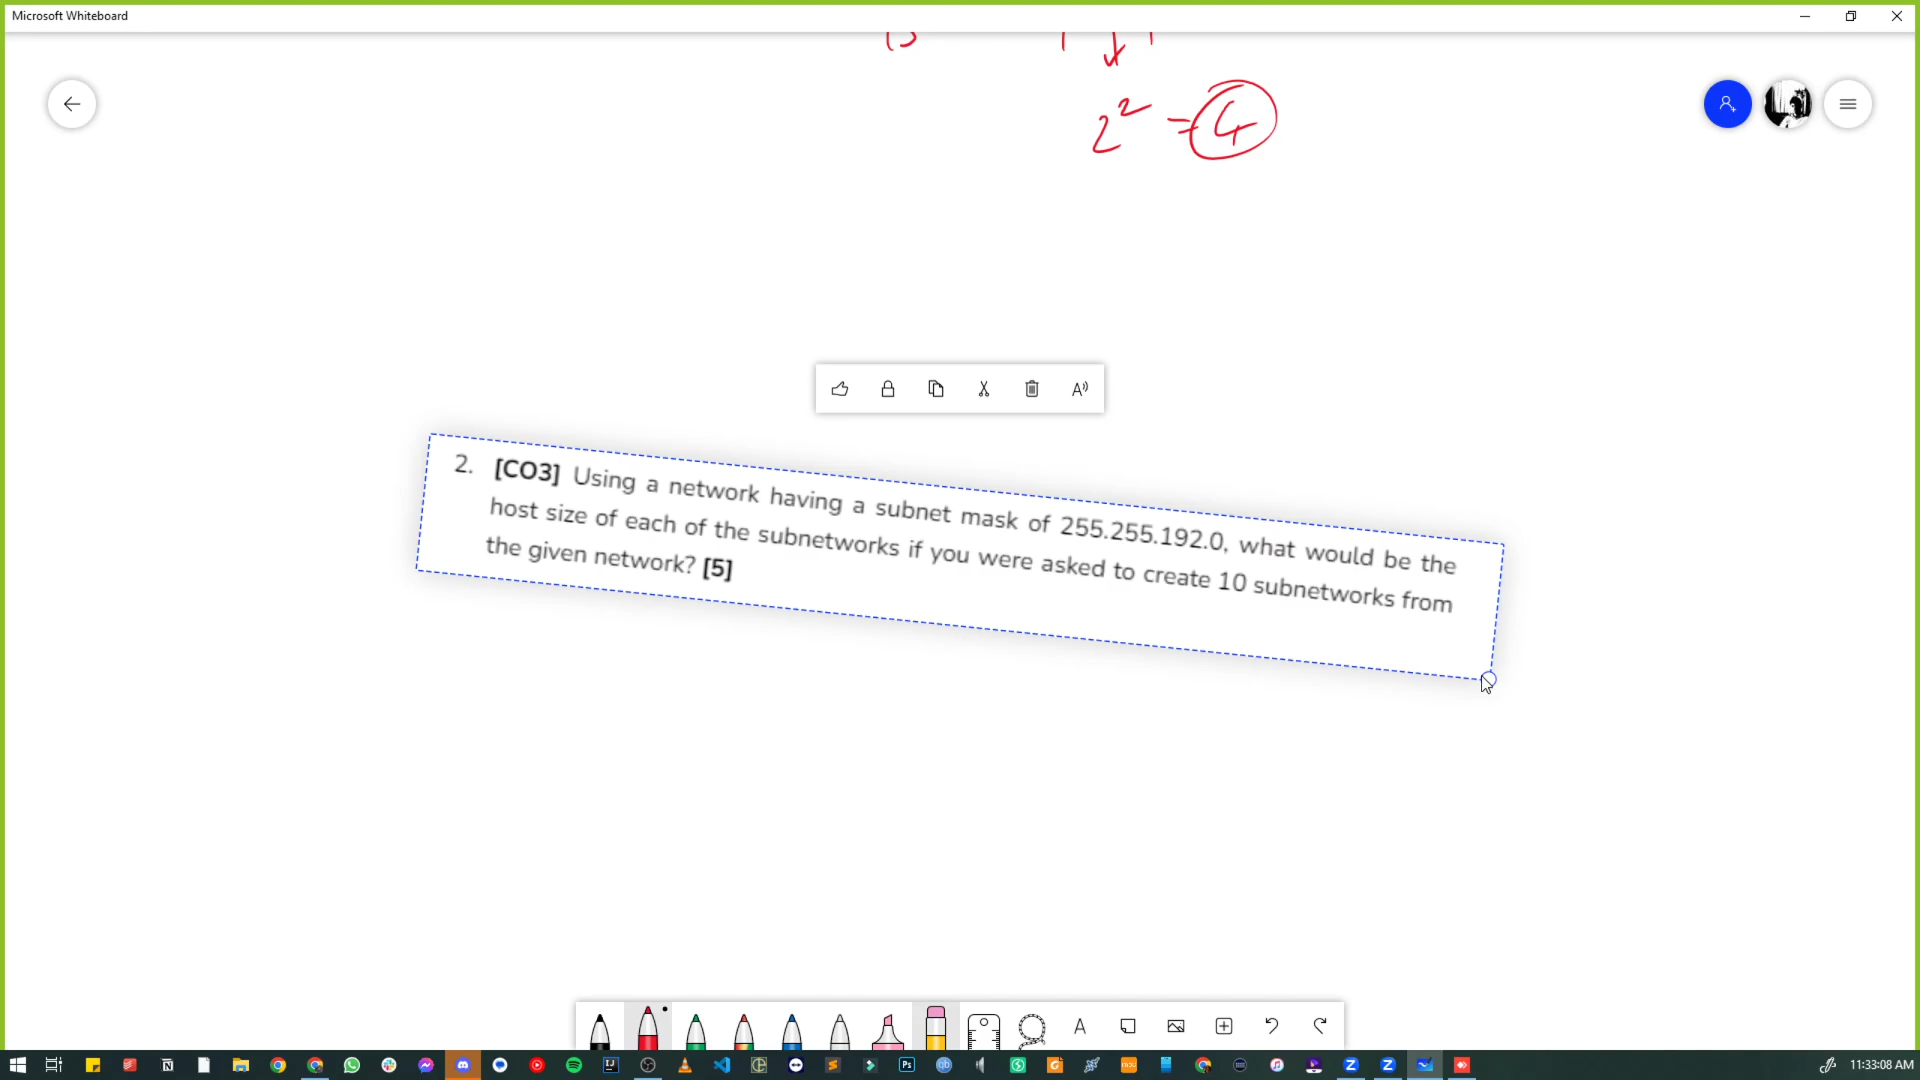 Microsoft Whiteboard
2² = 4
2. [CO3] Using a network having a subnet mask of 255.255.192.0, what would be the
host size of each of the subnetworks if you were asked to create 10 subnetworks from
the given network? [5]
11:33:08 AM